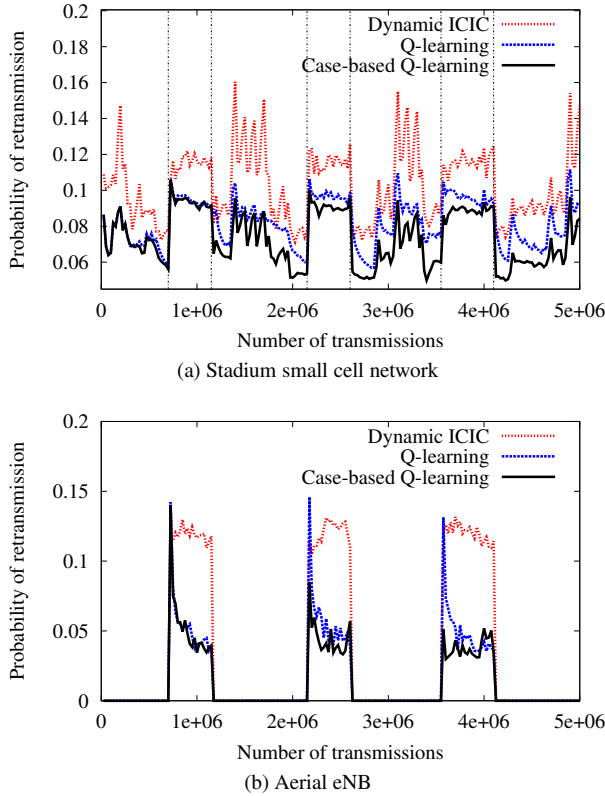 0.2
0.18
0.16
0.14
0.12
0.1
0.08
0.06
Probability of retransmission
Dynamic ICIC
Q-learning
Case-based Q-learning
0 1e+06 2e+06 3e+06 4e+06 5e+06
Number of transmissions
(a) Stadium small cell network
0.2
0.15
0.1
0.05
0
Probability of retransmission
Dynamic ICIC
Q-learning
Case-based Q-learning
0 1e+06 2e+06 3e+06 4e+06 5e+06
Number of transmissions
(b) Aerial eNB